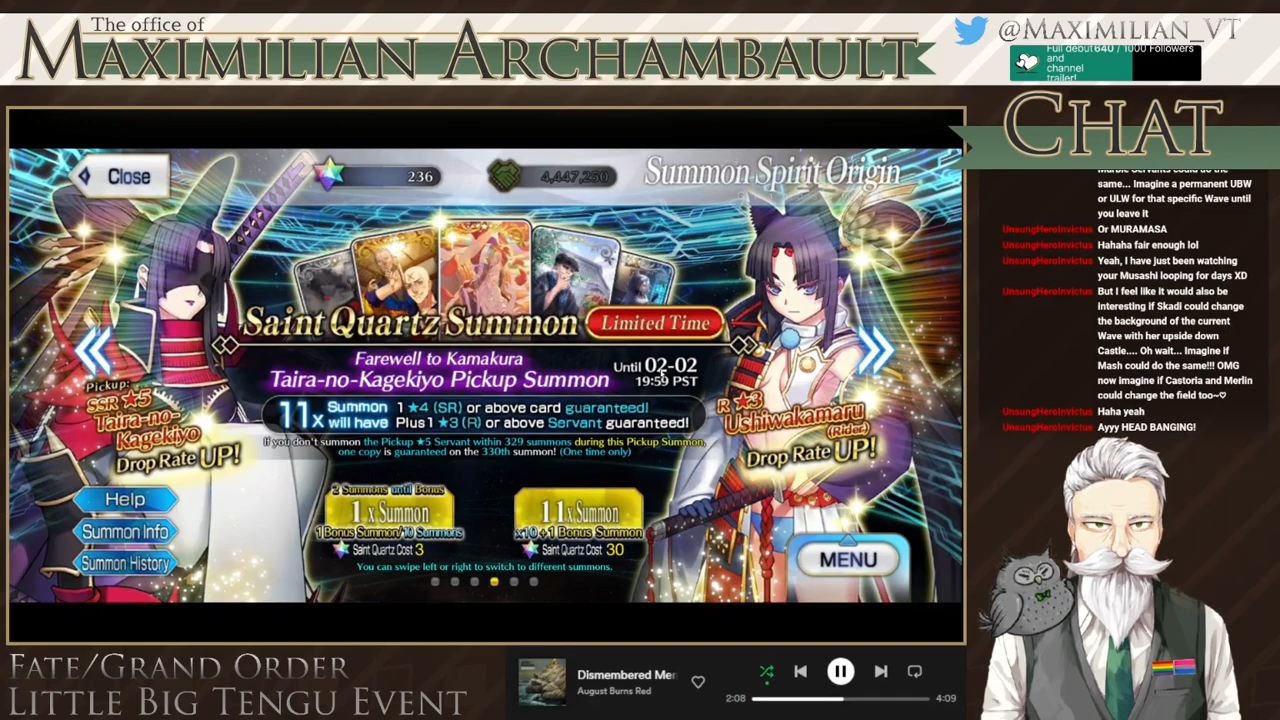 The office of
MAXIMILIAN ARCHAMBAULT
@MAXIMILIAN_VT
Full debut 640 / 1000 Followers
and
channel
trailer!
CHAT
same... Imagine a permanent UBW
or ULW for that specific Wave until
you leave it
UnsungHeroInvictus Or MURAMASA
UnsungHeroInvictus Hahaha fair enough lol
UnsungHeroInvictus Yeah, I have just been watching
your Musashi looping for days XD
UnsungHeroInvictus But I feel like it would also be
interesting if Skadi could change
the background of the current
Wave with her upside down
Castle.... Oh wait... Imagine if
Mash could do the same!!! OMG
now imagine if Castoria and Merlin
could change the field too~♡
UnsungHeroInvictus Haha yeah
UnsungHeroInvictus Ayyy HEAD BANGING!
Close
236
4,447,250
Summon Spirit Origin
Saint Quartz Summon
Limited Time
Farewell to Kamakura
Taira-no-Kagekiyo Pickup Summon
Until 02-02
19:59 PST
11x Summon will have
1 ★4 (SR) or above card guaranteed!
Plus 1 ★3 (R) or above Servant guaranteed!
If you don't summon the Pickup ★5 Servant within 329 summons during this Pickup Summon,
one copy is guaranteed on the 330th summon! (One time only)
Pickup:
SSR ★5
Taira-no-
Kagekiyo
Drop Rate UP!
R ★3
Ushiwakamaru
(Rider)
Drop Rate UP!
Help
Summon Info
Summon History
2 Summons until Bonus
1x Summon
1 Bonus Summon/10 Summons
Saint Quartz Cost 3
11x Summon
x10+1 Bonus Summon
Saint Quartz Cost 30
You can swipe left or right to switch to different summons.
MENU
FATE/GRAND ORDER
LITTLE BIG TENGU EVENT
Dismembered Me
August Burns Red
2:08
4:09